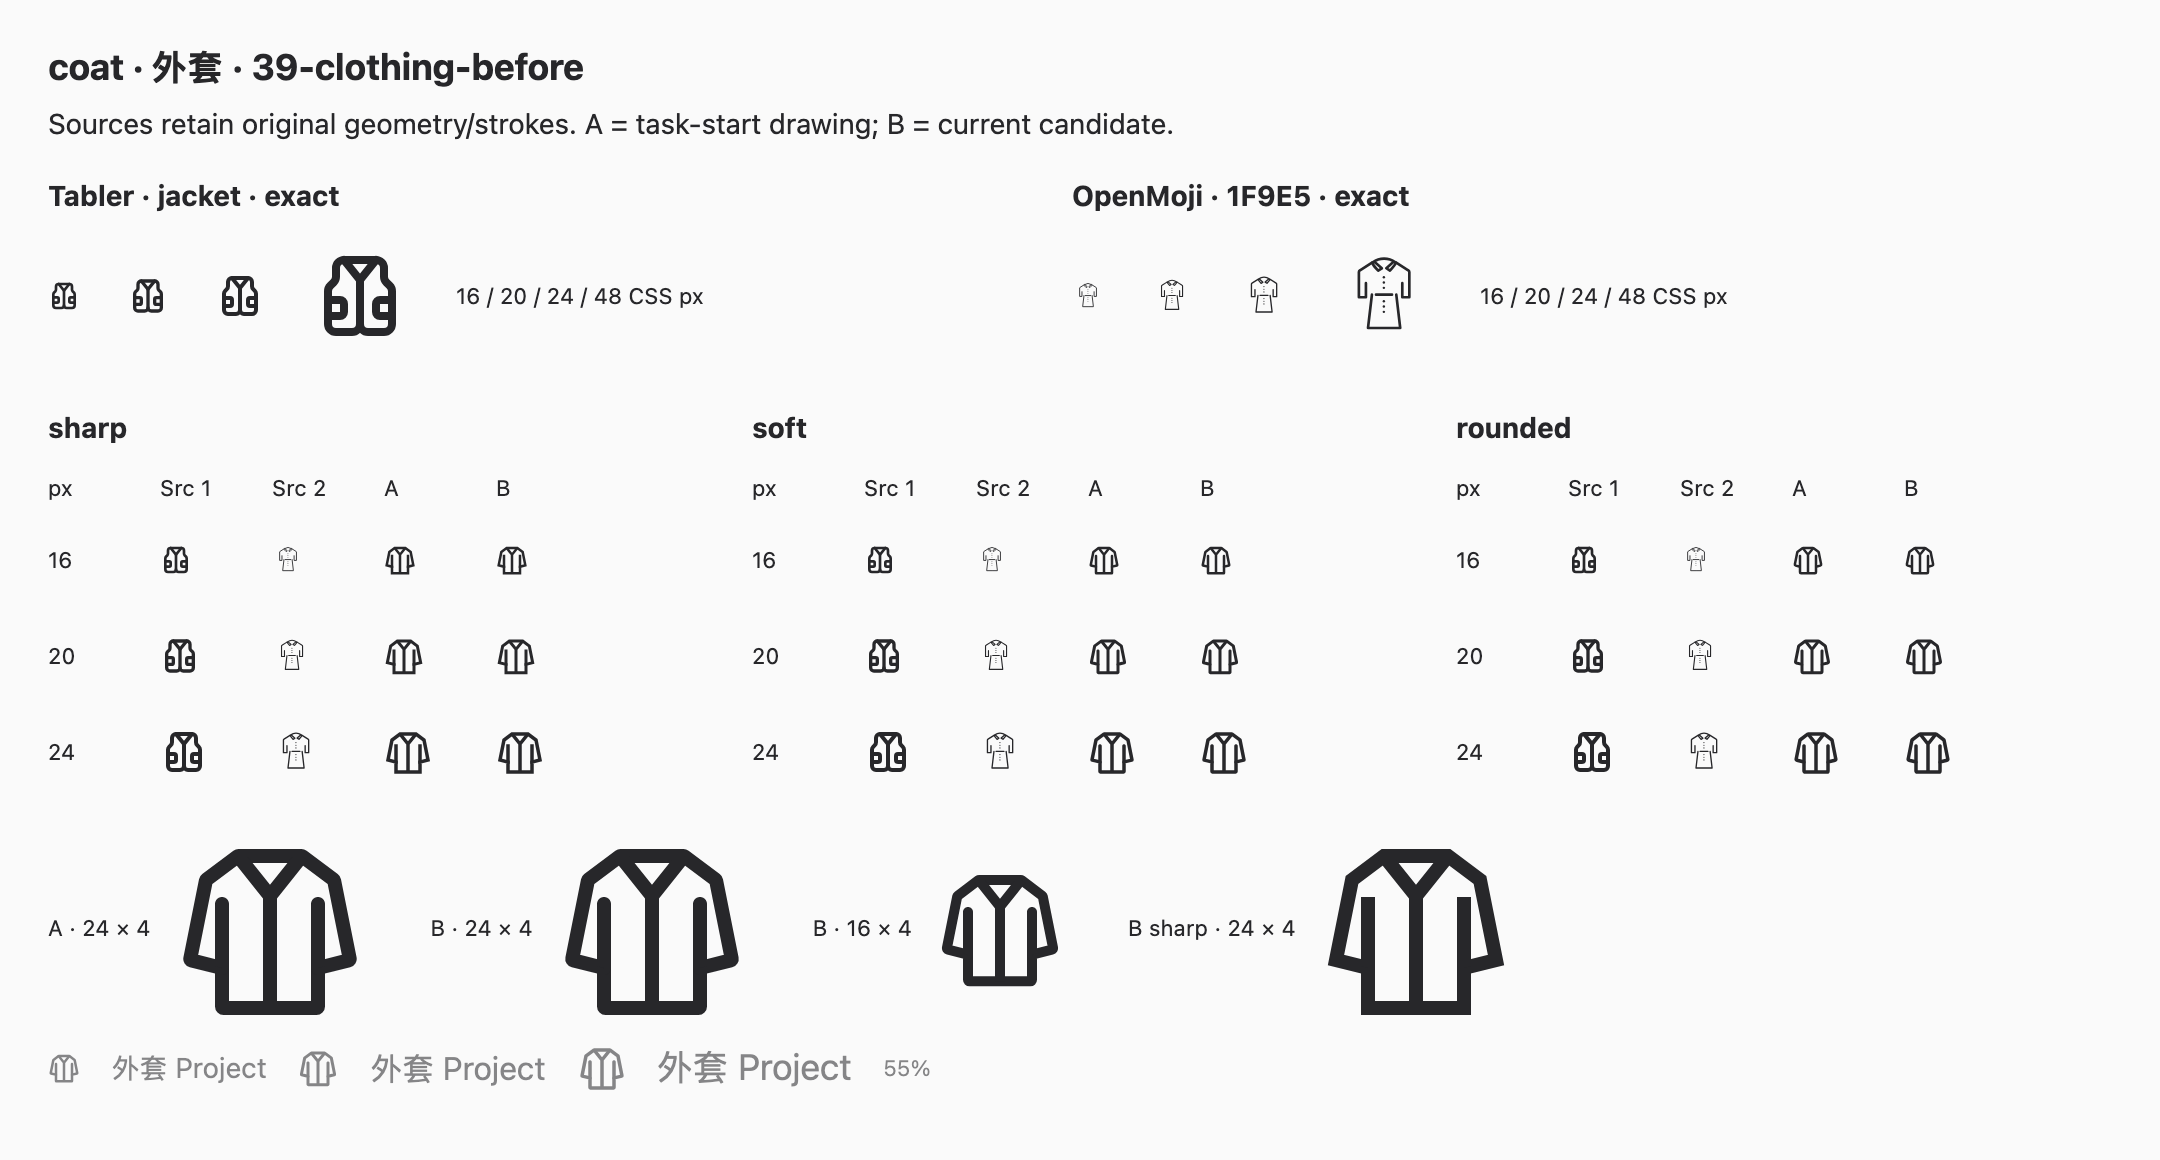 coat · 外套 · 39-clothing-before
Sources retain original geometry/strokes. A = task-start drawing; B = current candidate.
Tabler · jacket · exact
16 / 20 / 24 / 48 CSS px
OpenMoji · 1F9E5 · exact
16 / 20 / 24 / 48 CSS px
sharp
px Src 1 Src 2 A B
16
20
24
soft
px Src 1 Src 2 A B
16
20
24
rounded
px Src 1 Src 2 A B
16
20
24
A · 24 × 4
B · 24 × 4
B · 16 × 4
B sharp · 24 × 4
外套 Project 外套 Project 外套 Project 55%